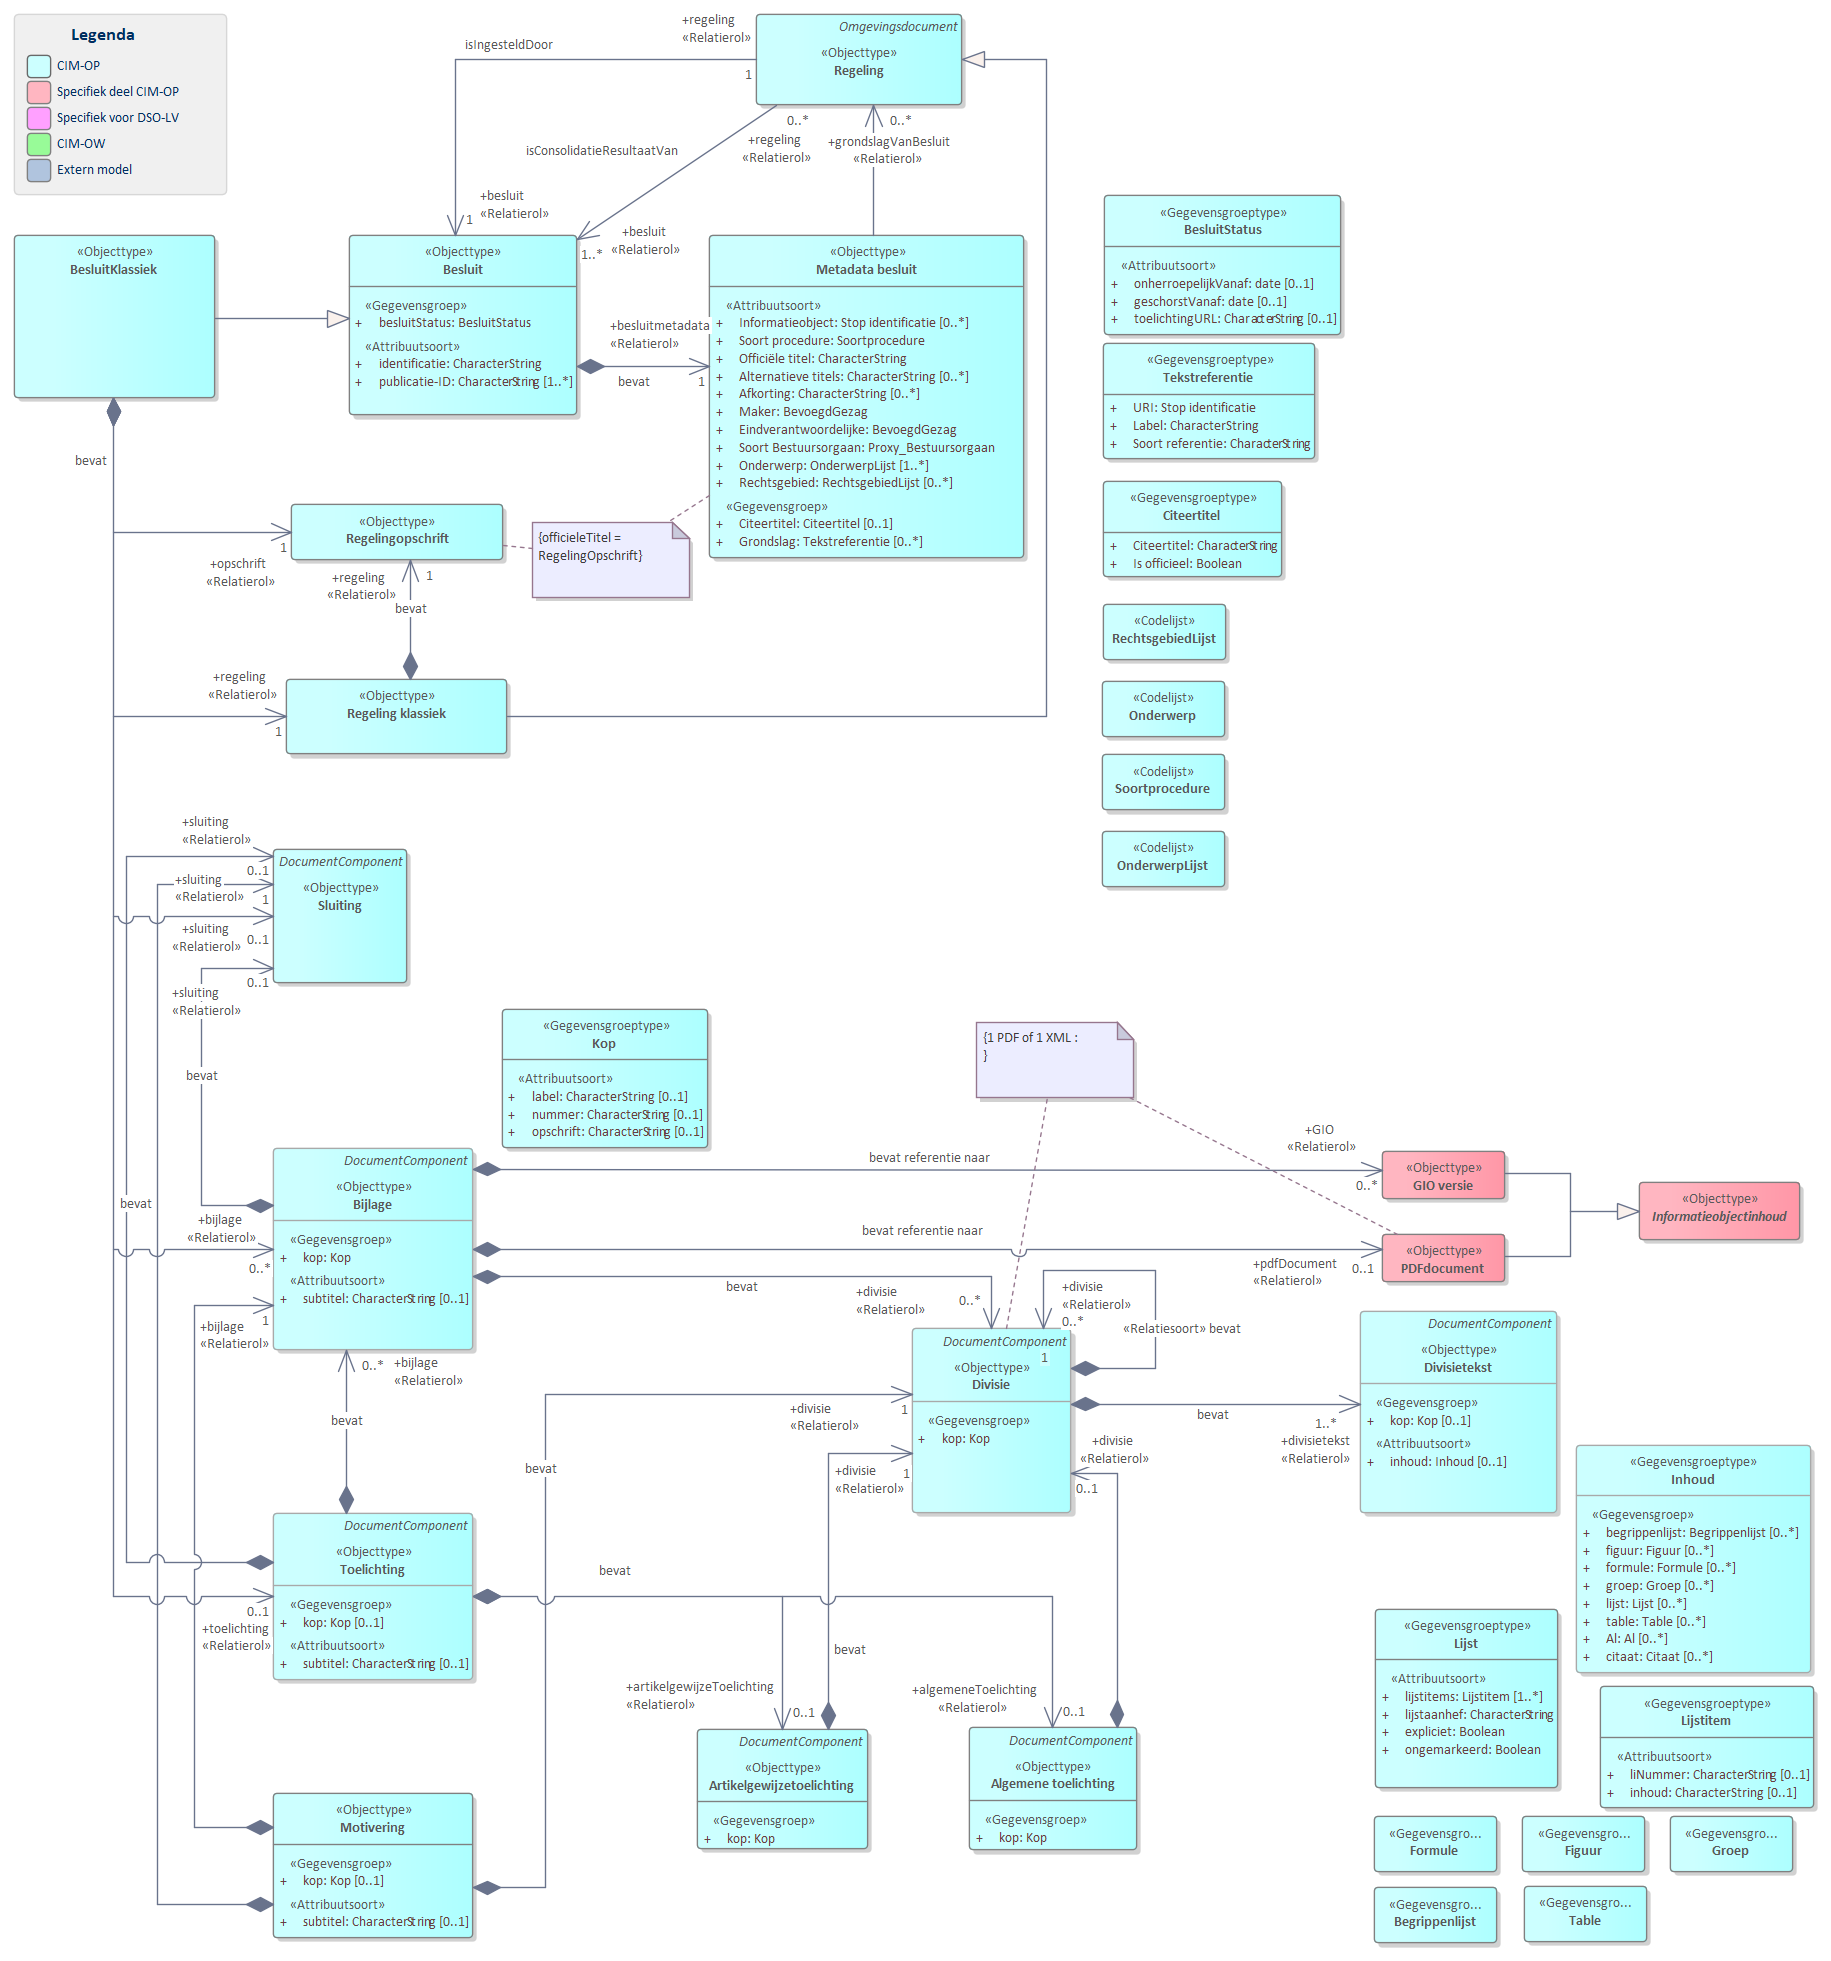 Legenda
CIM-OP
Specifiek deel CIM-OP
Specifiek voor DSO-LV
CIM-OW
Extern model
Omgevingsdocument
«Objecttype»
Regeling
+regeling
«Relatierol»
1
isIngesteldDoor
0..*
+regeling
«Relatierol»
0..*
+grondslagVanBesluit
«Relatierol»
isConsolidatieResultaatVan
+besluit
«Relatierol»
1
+besluit
«Relatierol»
1..*
«Objecttype»
BesluitKlassiek
«Objecttype»
Besluit
«Gegevensgroep»
+ besluitStatus: BesluitStatus
«Attribuutsoort»
+ identificatie: CharacterString
+ publicatie-ID: CharacterString [1..*]
+besluitmetadata
«Relatierol»
bevat
1
«Objecttype»
Metadata besluit
«Attribuutsoort»
+ Informatieobject: Stop identificatie [0..*]
+ Soort procedure: Soortprocedure
+ Officiële titel: CharacterString
+ Alternatieve titels: CharacterString [0..*]
+ Afkorting: CharacterString [0..*]
+ Maker: BevoegdGezag
+ Eindverantwoordelijke: BevoegdGezag
+ Soort Bestuursorgaan: Proxy_Bestuursorgaan
+ Onderwerp: OnderwerpLijst [1..*]
+ Rechtsgebied: RechtsgebiedLijst [0..*]
«Gegevensgroep»
+ Citeertitel: Citeertitel [0..1]
+ Grondslag: Tekstreferentie [0..*]
«Gegevensgroeptype»
BesluitStatus
«Attribuutsoort»
+ onherroepelijkVanaf: date [0..1]
+ geschorstVanaf: date [0..1]
+ toelichtingURL: CharacterString [0..1]
«Gegevensgroeptype»
Tekstreferentie
+ URI: Stop identificatie
+ Label: CharacterString
+ Soort referentie: CharacterString
«Gegevensgroeptype»
Citeertitel
+ Citeertitel: CharacterString
+ Is officieel: Boolean
«Codelijst»
RechtsgebiedLijst
«Codelijst»
Onderwerp
«Codelijst»
Soortprocedure
«Codelijst»
OnderwerpLijst
bevat
«Objecttype»
Regelingopschrift
1
+opschrift
«Relatierol»
{officieleTitel =
RegelingOpschrift}
+regeling
«Relatierol»
1
bevat
+regeling
«Relatierol»
1
«Objecttype»
Regeling klassiek
+sluiting
«Relatierol»
0..1
+sluiting
«Relatierol»
1
+sluiting
«Relatierol»
0..1
0..1
+sluiting
«Relatierol»
DocumentComponent
«Objecttype»
Sluiting
«Gegevensgroeptype»
Kop
«Attribuutsoort»
+ label: CharacterString [0..1]
+ nummer: CharacterString [0..1]
+ opschrift: CharacterString [0..1]
{1 PDF of 1 XML :
}
bevat
bevat
DocumentComponent
«Objecttype»
Bijlage
«Gegevensgroep»
+ kop: Kop
«Attribuutsoort»
+ subtitel: CharacterString [0..1]
+bijlage
«Relatierol»
0..*
1
+bijlage
«Relatierol»
0..*
+bijlage
«Relatierol»
bevat
bevat referentie naar
+GIO
«Relatierol»
0..*
«Objecttype»
GIO versie
«Objecttype»
Informatieobjectinhoud
bevat referentie naar
+pdfDocument
«Relatierol»
0..1
«Objecttype»
PDFdocument
bevat
+divisie
«Relatierol»
0..*
+divisie
«Relatierol»
0..*
«Relatiesoort» bevat
DocumentComponent
1
«Objecttype»
Divisie
«Gegevensgroep»
+ kop: Kop
bevat
1..*
+divisietekst
«Relatierol»
DocumentComponent
«Objecttype»
Divisietekst
«Gegevensgroep»
+ kop: Kop [0..1]
«Attribuutsoort»
+ inhoud: Inhoud [0..1]
+divisie
«Relatierol»
1
+divisie
«Relatierol»
1
+divisie
«Relatierol»
0..1
bevat
«Gegevensgroeptype»
Inhoud
«Gegevensgroep»
+ begrippenlijst: Begrippenlijst [0..*]
+ figuur: Figuur [0..*]
+ formule: Formule [0..*]
+ groep: Groep [0..*]
+ lijst: Lijst [0..*]
+ table: Table [0..*]
+ Al: Al [0..*]
+ citaat: Citaat [0..*]
DocumentComponent
«Objecttype»
Toelichting
«Gegevensgroep»
+ kop: Kop [0..1]
«Attribuutsoort»
+ subtitel: CharacterString [0..1]
0..1
+toelichting
«Relatierol»
bevat
bevat
+artikelgewijzeToelichting
«Relatierol»
0..1
+algemeneToelichting
«Relatierol»
0..1
DocumentComponent
«Objecttype»
Artikelgewijzetoelichting
«Gegevensgroep»
+ kop: Kop
DocumentComponent
«Objecttype»
Algemene toelichting
«Gegevensgroep»
+ kop: Kop
«Gegevensgroeptype»
Lijst
«Attribuutsoort»
+ lijstitems: Lijstitem [1..*]
+ lijstaanhef: CharacterString
+ expliciet: Boolean
+ ongemarkeerd: Boolean
«Gegevensgroeptype»
Lijstitem
«Attribuutsoort»
+ liNummer: CharacterString [0..1]
+ inhoud: CharacterString [0..1]
«Objecttype»
Motivering
«Gegevensgroep»
+ kop: Kop [0..1]
«Attribuutsoort»
+ subtitel: CharacterString [0..1]
«Gegevensgro...
Formule
«Gegevensgro...
Figuur
«Gegevensgro...
Groep
«Gegevensgro...
Begrippenlijst
«Gegevensgro...
Table